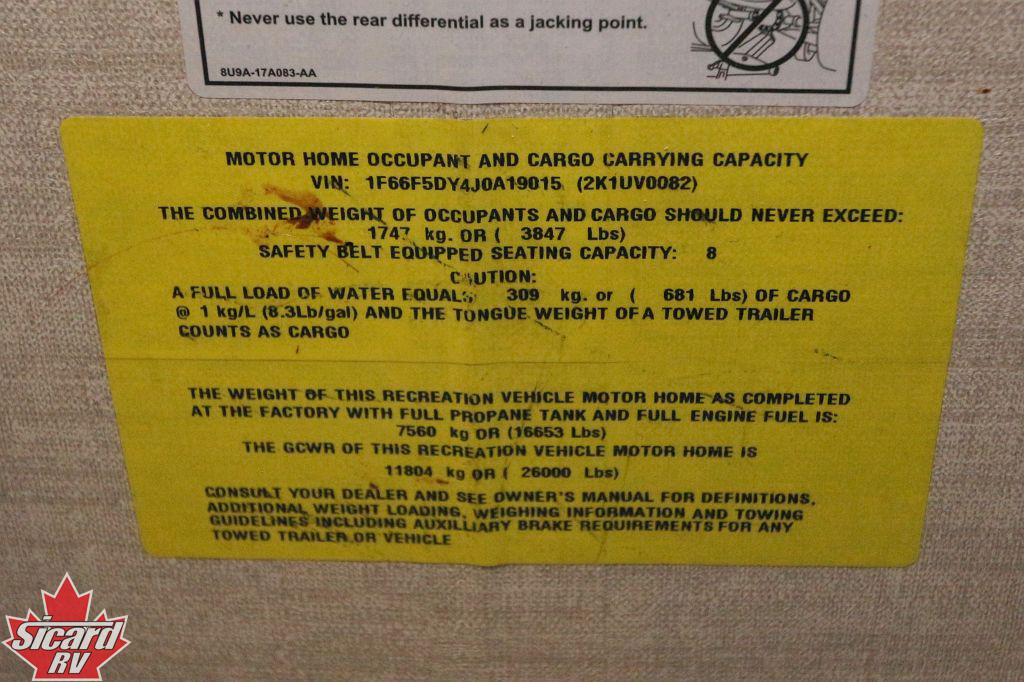 * Never use the rear differential as a jacking point.
8U9A-17A083-AA
MOTOR HOME OCCUPANT AND CARGO CARRYING CAPACITY
VIN: 1F66F5DY4J0A19015 (2K1UV0082)
THE COMBINED WEIGHT OF OCCUPANTS AND CARGO SHOULD NEVER EXCEED:
1747 kg. OR ( 3847 Lbs)
SAFETY BELT EQUIPPED SEATING CAPACITY: 8
CAUTION:
A FULL LOAD OF WATER EQUALS 309 kg. or ( 681 Lbs) OF CARGO
@ 1 kg/L (8.3Lb/gal) AND THE TONGUE WEIGHT OF A TOWED TRAILER
COUNTS AS CARGO
THE WEIGHT OF THIS RECREATION VEHICLE MOTOR HOME AS COMPLETED
AT THE FACTORY WITH FULL PROPANE TANK AND FULL ENGINE FUEL IS:
7560 kg OR (16653 Lbs)
THE GCWR OF THIS RECREATION VEHICLE MOTOR HOME IS
11804 kg OR ( 26000 Lbs)
CONSULT YOUR DEALER AND SEE OWNER'S MANUAL FOR DEFINITIONS,
ADDITIONAL WEIGHT LOADING, WEIGHING INFORMATION AND TOWING
GUIDELINES INCLUDING AUXILLIARY BRAKE REQUIREMENTS FOR ANY
TOWED TRAILER OR VEHICLE
Sicard
RV